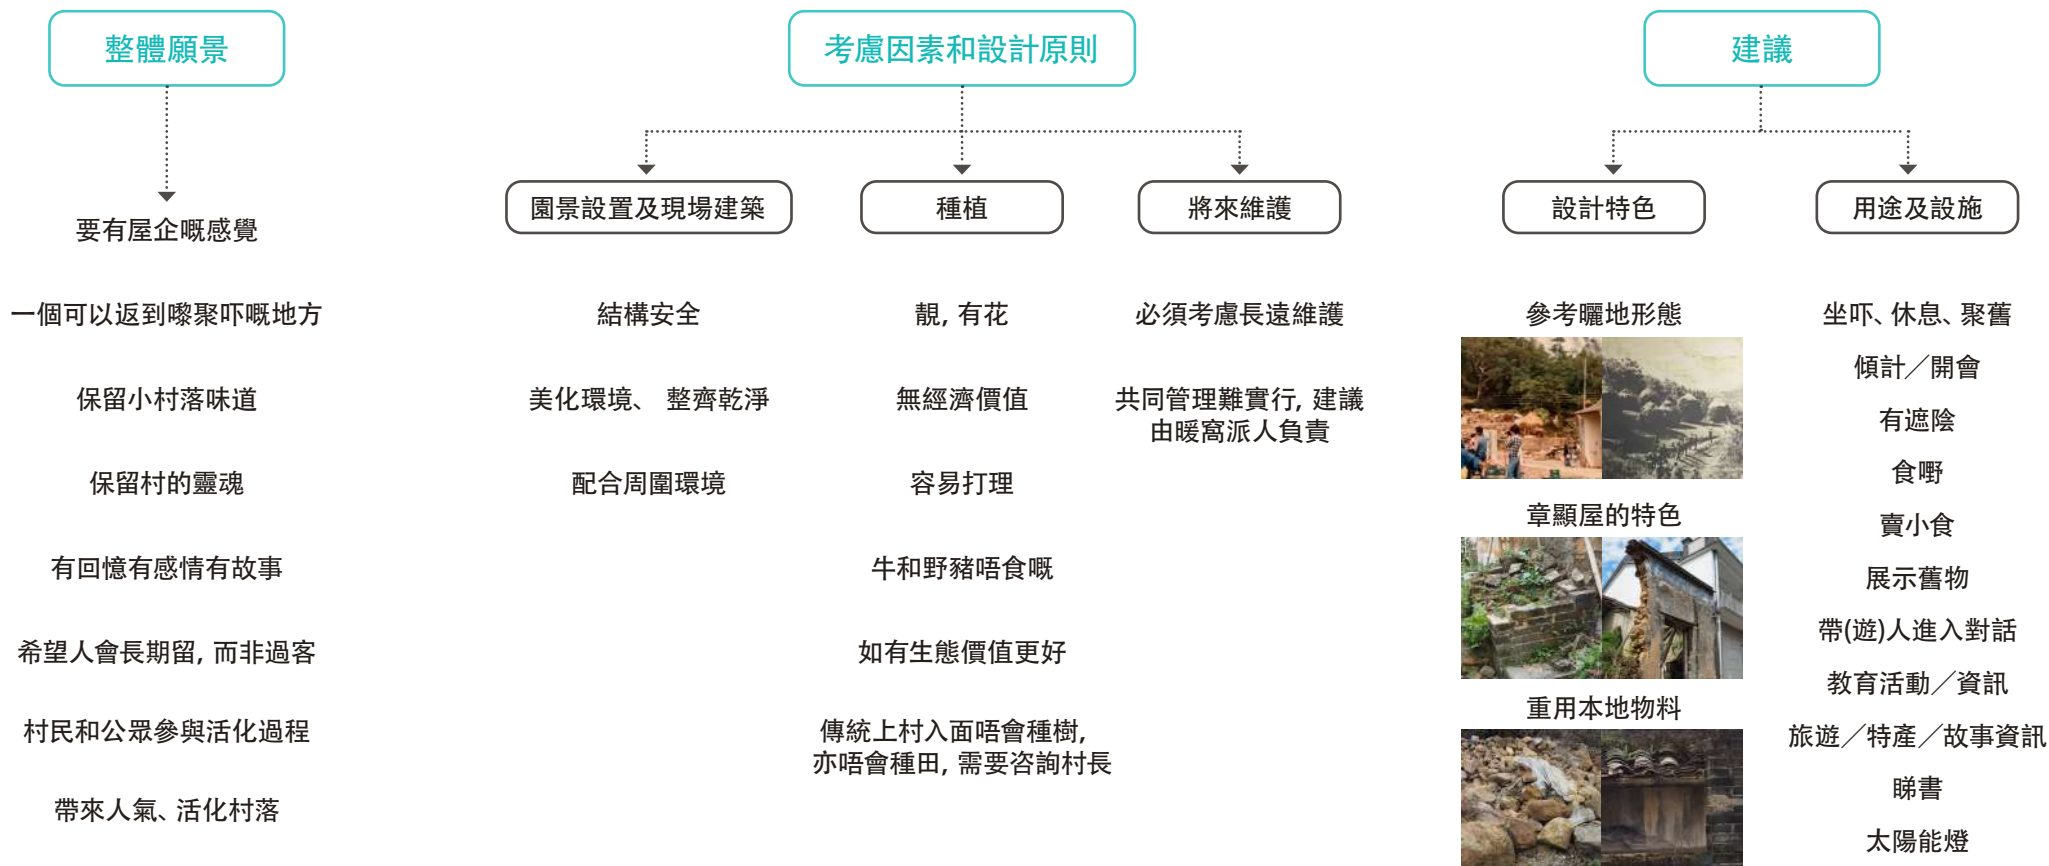 整體願景
要有屋企嘅感覺
一個可以返到嚟聚吓嘅地方
保留小村落味道
保留村的靈魂
有回憶有感情有故事
希望人會長期留, 而非過客
村民和公眾參與活化過程
帶來人氣、活化村落
考慮因素和設計原則
園景設置及現場建築
結構安全
美化環境、 整齊乾淨
配合周圍環境
種植
靚, 有花
無經濟價值
容易打理
牛和野豬唔食嘅
如有生態價值更好
傳統上村入面唔會種樹,
亦唔會種田, 需要咨詢村長
將來維護
必須考慮長遠維護
共同管理難實行, 建議
由暖窩派人負責
建議
設計特色
參考曬地形態
章顯屋的特色
重用本地物料
用途及設施
坐吓、休息、聚舊
傾計／開會
有遮陰
食嘢
賣小食
展示舊物
帶(遊)人進入對話
教育活動／資訊
旅遊／特產／故事資訊
睇書
太陽能燈